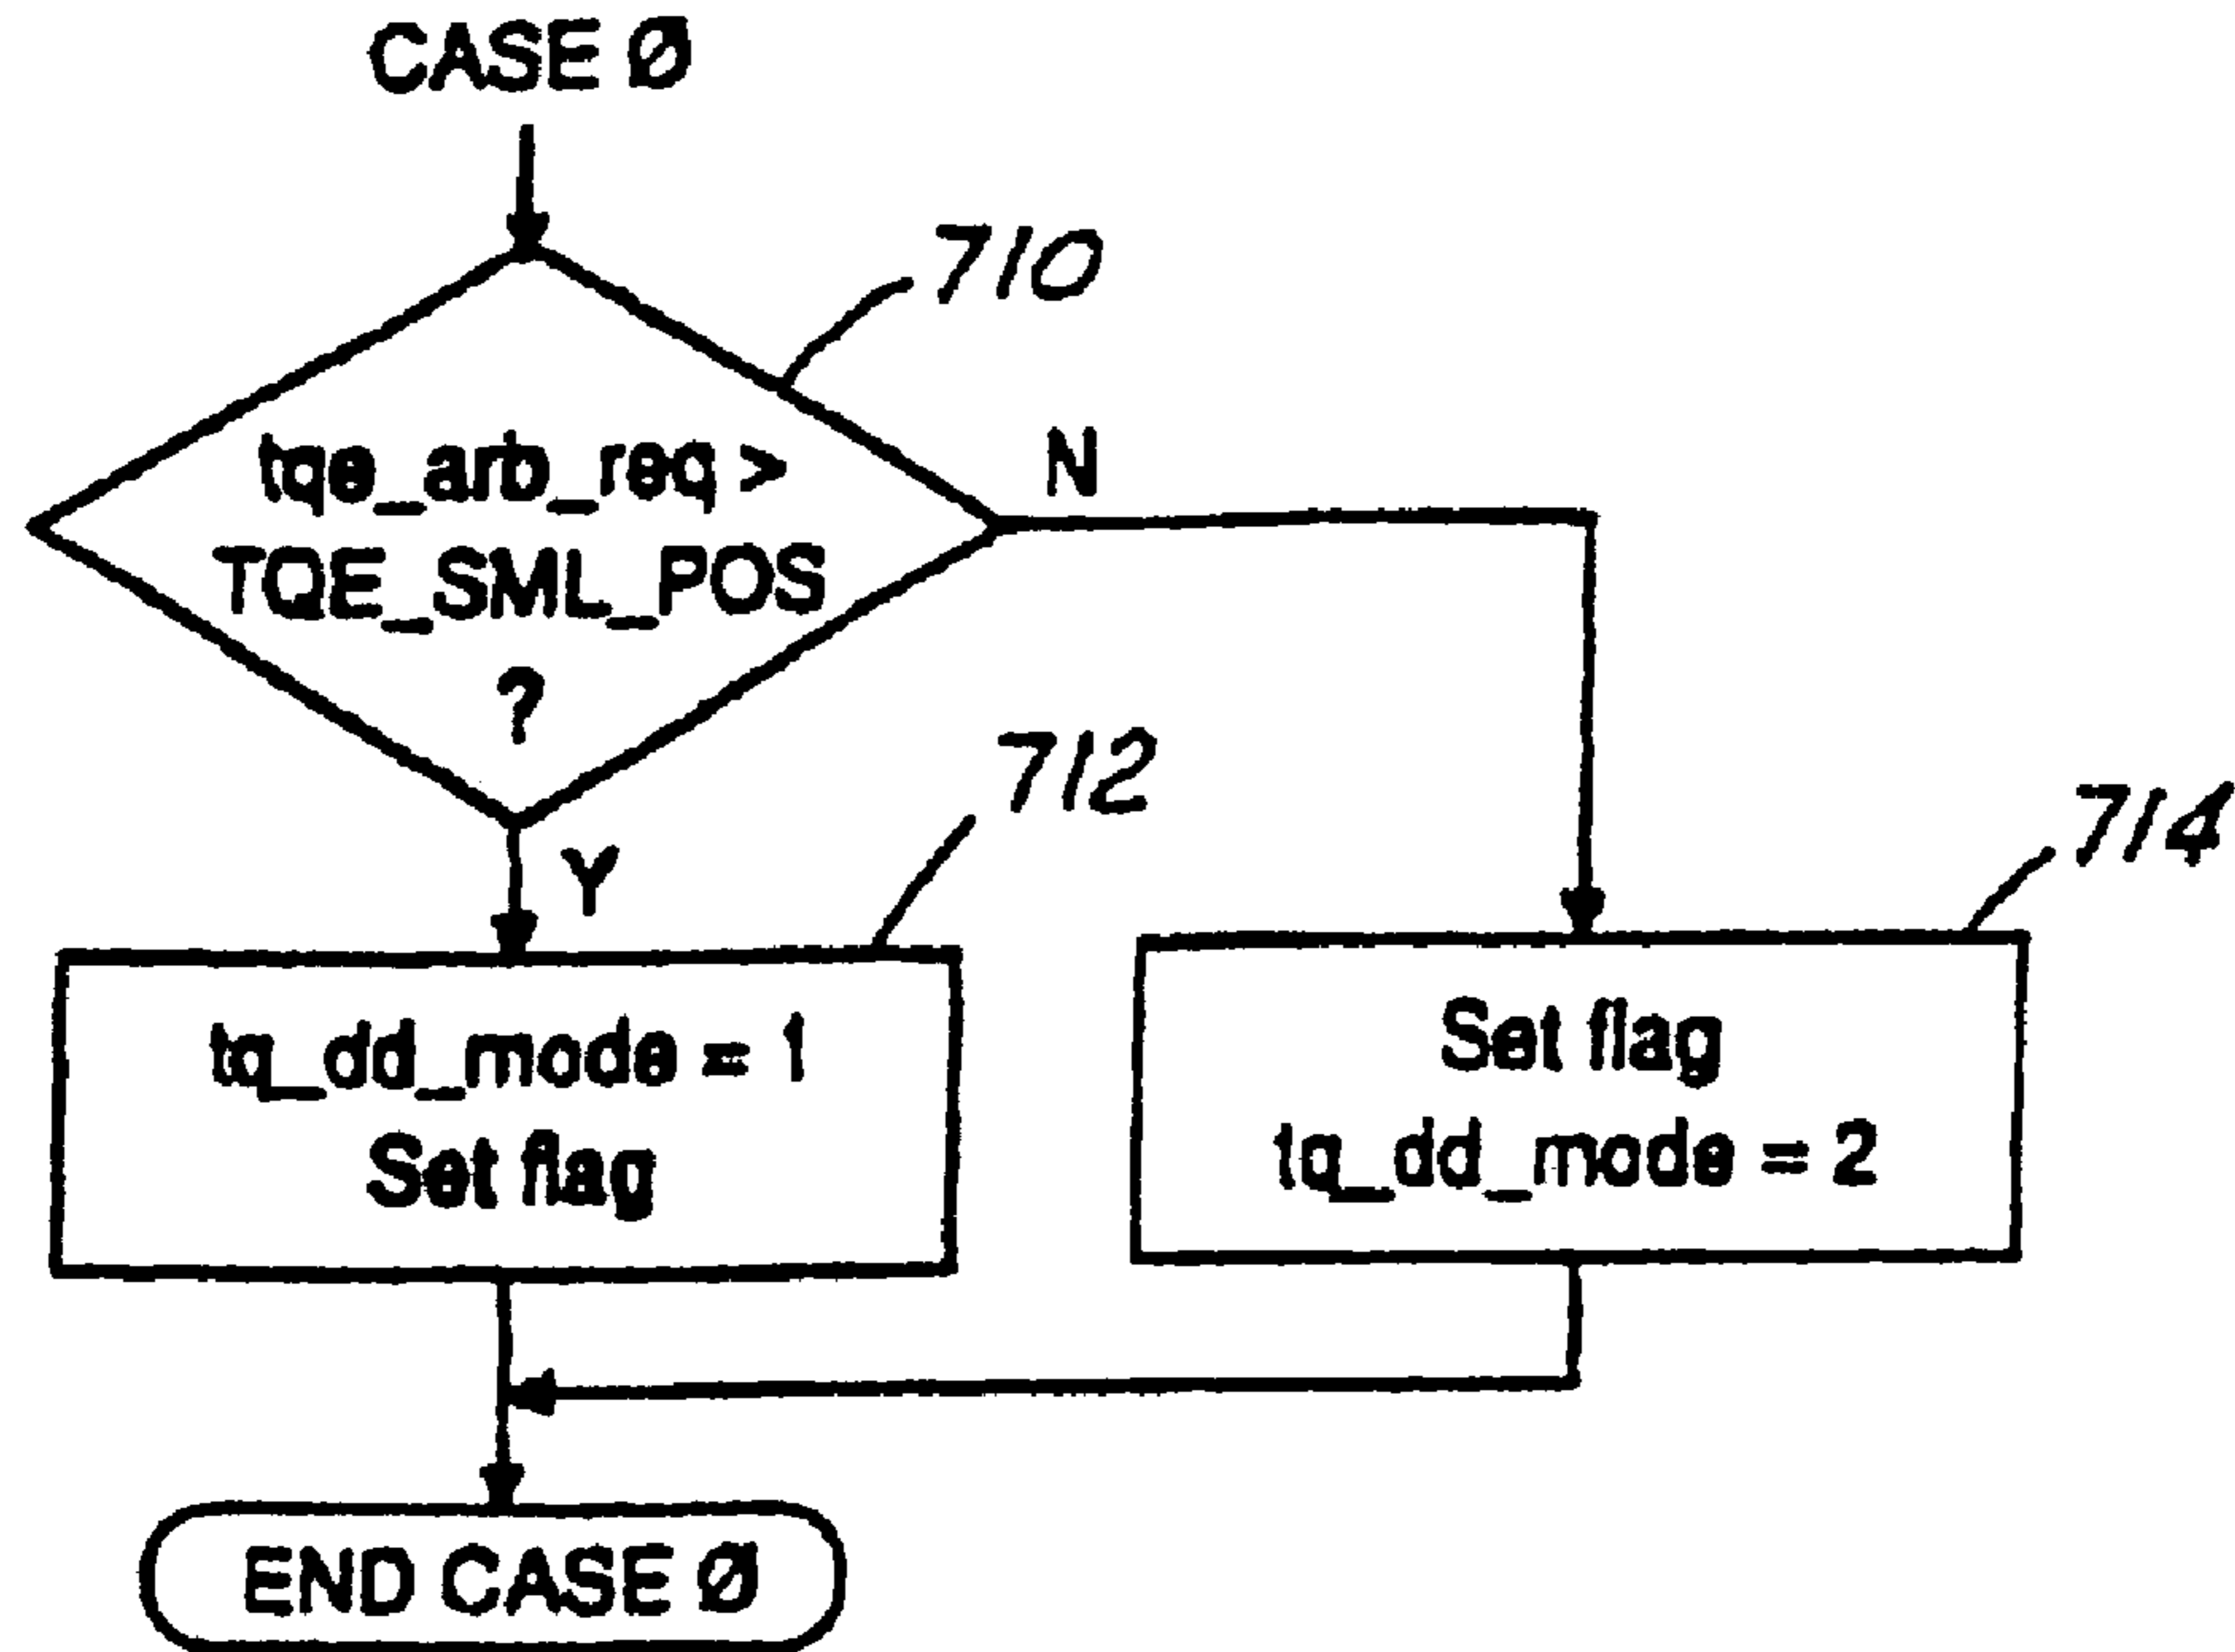 CASE Ø
710
tqe_arb_req >
TQE_SML_POS
?
N
Y
712
714
tq_dd_mode = 1
Set flag
Set flag
tq_dd_mode = 2
END CASE Ø